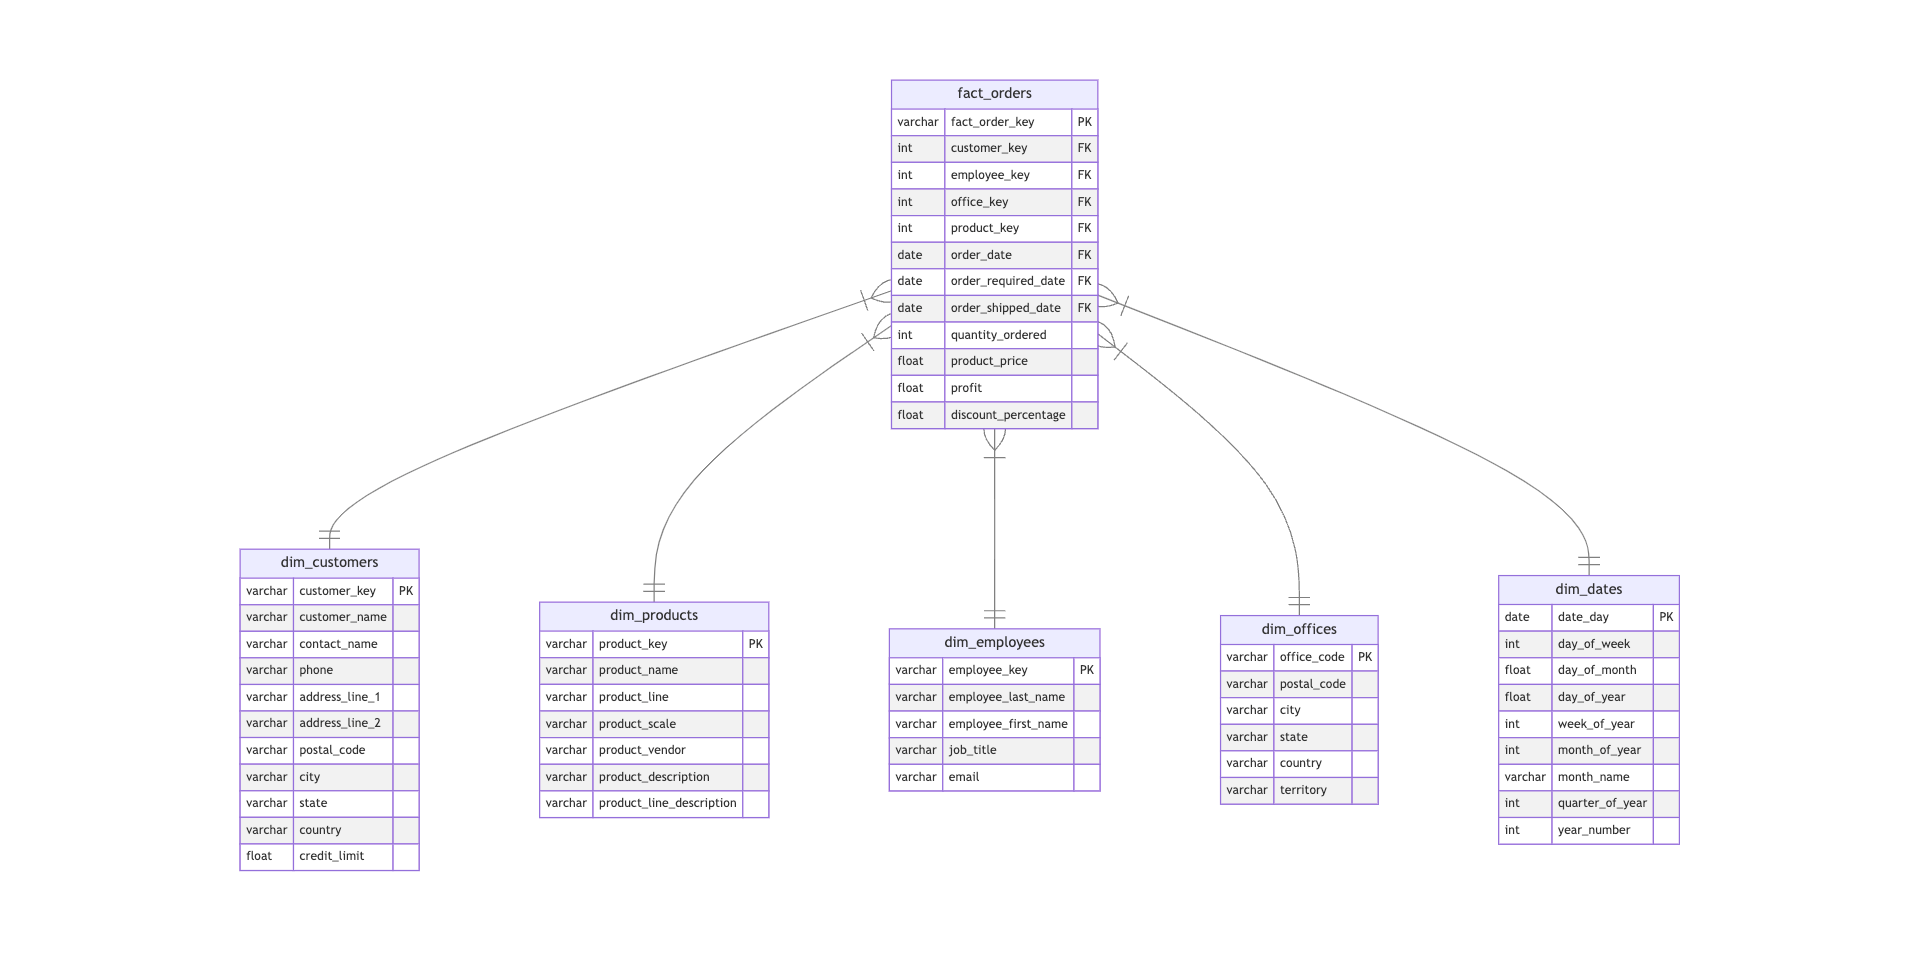 fact_orders
varchar fact_order_key PK
int customer_key FK
int employee_key FK
int office_key FK
int product_key FK
date order_date FK
date order_required_date FK
date order_shipped_date FK
int quantity_ordered
float product_price
float profit
float discount_percentage
dim_customers
varchar customer_key PK
varchar customer_name
varchar contact_name
varchar phone
varchar address_line_1
varchar address_line_2
varchar postal_code
varchar city
varchar state
varchar country
float credit_limit
dim_products
varchar product_key PK
varchar product_name
varchar product_line
varchar product_scale
varchar product_vendor
varchar product_description
varchar product_line_description
dim_employees
varchar employee_key PK
varchar employee_last_name
varchar employee_first_name
varchar job_title
varchar email
dim_offices
varchar office_code PK
varchar postal_code
varchar city
varchar state
varchar country
varchar territory
dim_dates
date date_day PK
int day_of_week
float day_of_month
float day_of_year
int week_of_year
int month_of_year
varchar month_name
int quarter_of_year
int year_number